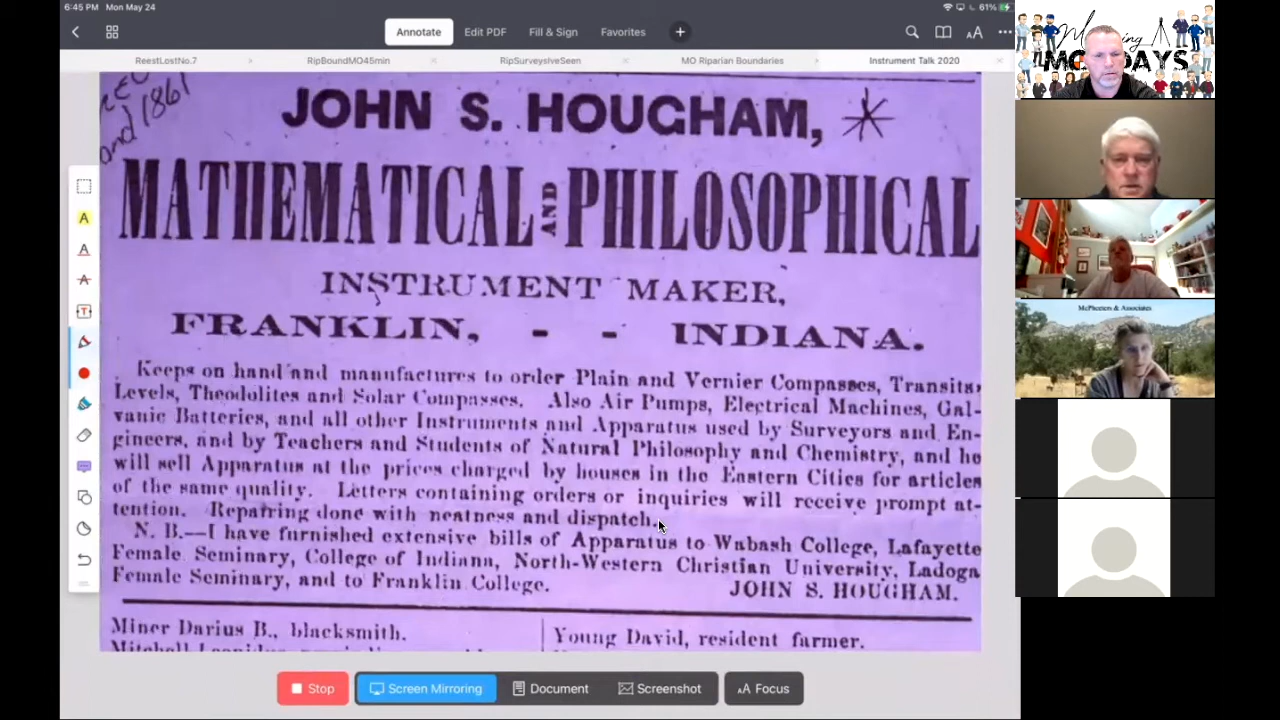 6:45 PM Mon May 24
61%
Annotate
Edit PDF
Fill & Sign
Favorites
ReestLostNo.7
RipBoundMO45min
RipSurveysiveSeen
MO Riparian Boundaries
Instrument Talk 2020
and 1861
JOHN S. HOUGHAM,
MATHEMATICAL AND PHILOSOPHICAL
INSTRUMENT MAKER,
FRANKLIN, - - INDIANA.
Keeps on hand and manufactures to order Plain and Vernier Compasses, Transits,
Levels, Theodolites and Solar Compasses. Also Air Pumps, Electrical Machines, Gal-
vanic Batteries, and all other Instruments and Apparatus used by Surveyors and En-
gineers, and by Teachers and Students of Natural Philosophy and Chemistry, and he
will sell Apparatus at the prices charged by houses in the Eastern Cities for articles
of the same quality. Letters containing orders or inquiries will receive prompt at-
tention. Repairing done with neatness and dispatch.
N. B.—I have furnished extensive bills of Apparatus to Wabash College, Lafayette
Female Seminary, College of Indiana, North-Western Christian University, Ladoga
Female Seminary, and to Franklin College. JOHN S. HOUGHAM.
Miner Darius B., blacksmith.
Young David, resident farmer.
Stop
Screen Mirroring
Document
Screenshot
AA Focus
MONDAYS
McPheeters & Associates